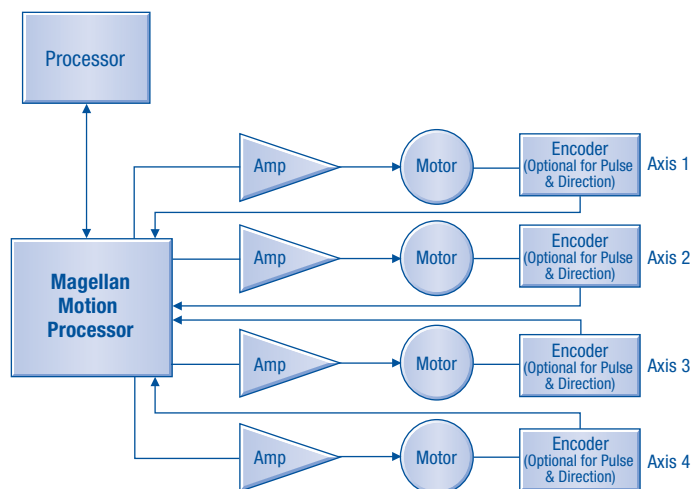 Processor
Amp
Motor
Encoder
(Optional for Pulse
& Direction)
Axis 1
Magellan
Motion
Processor
Amp
Motor
Encoder
(Optional for Pulse
& Direction)
Axis 2
Amp
Motor
Encoder
(Optional for Pulse
& Direction)
Axis 3
Amp
Motor
Encoder
(Optional for Pulse
& Direction)
Axis 4